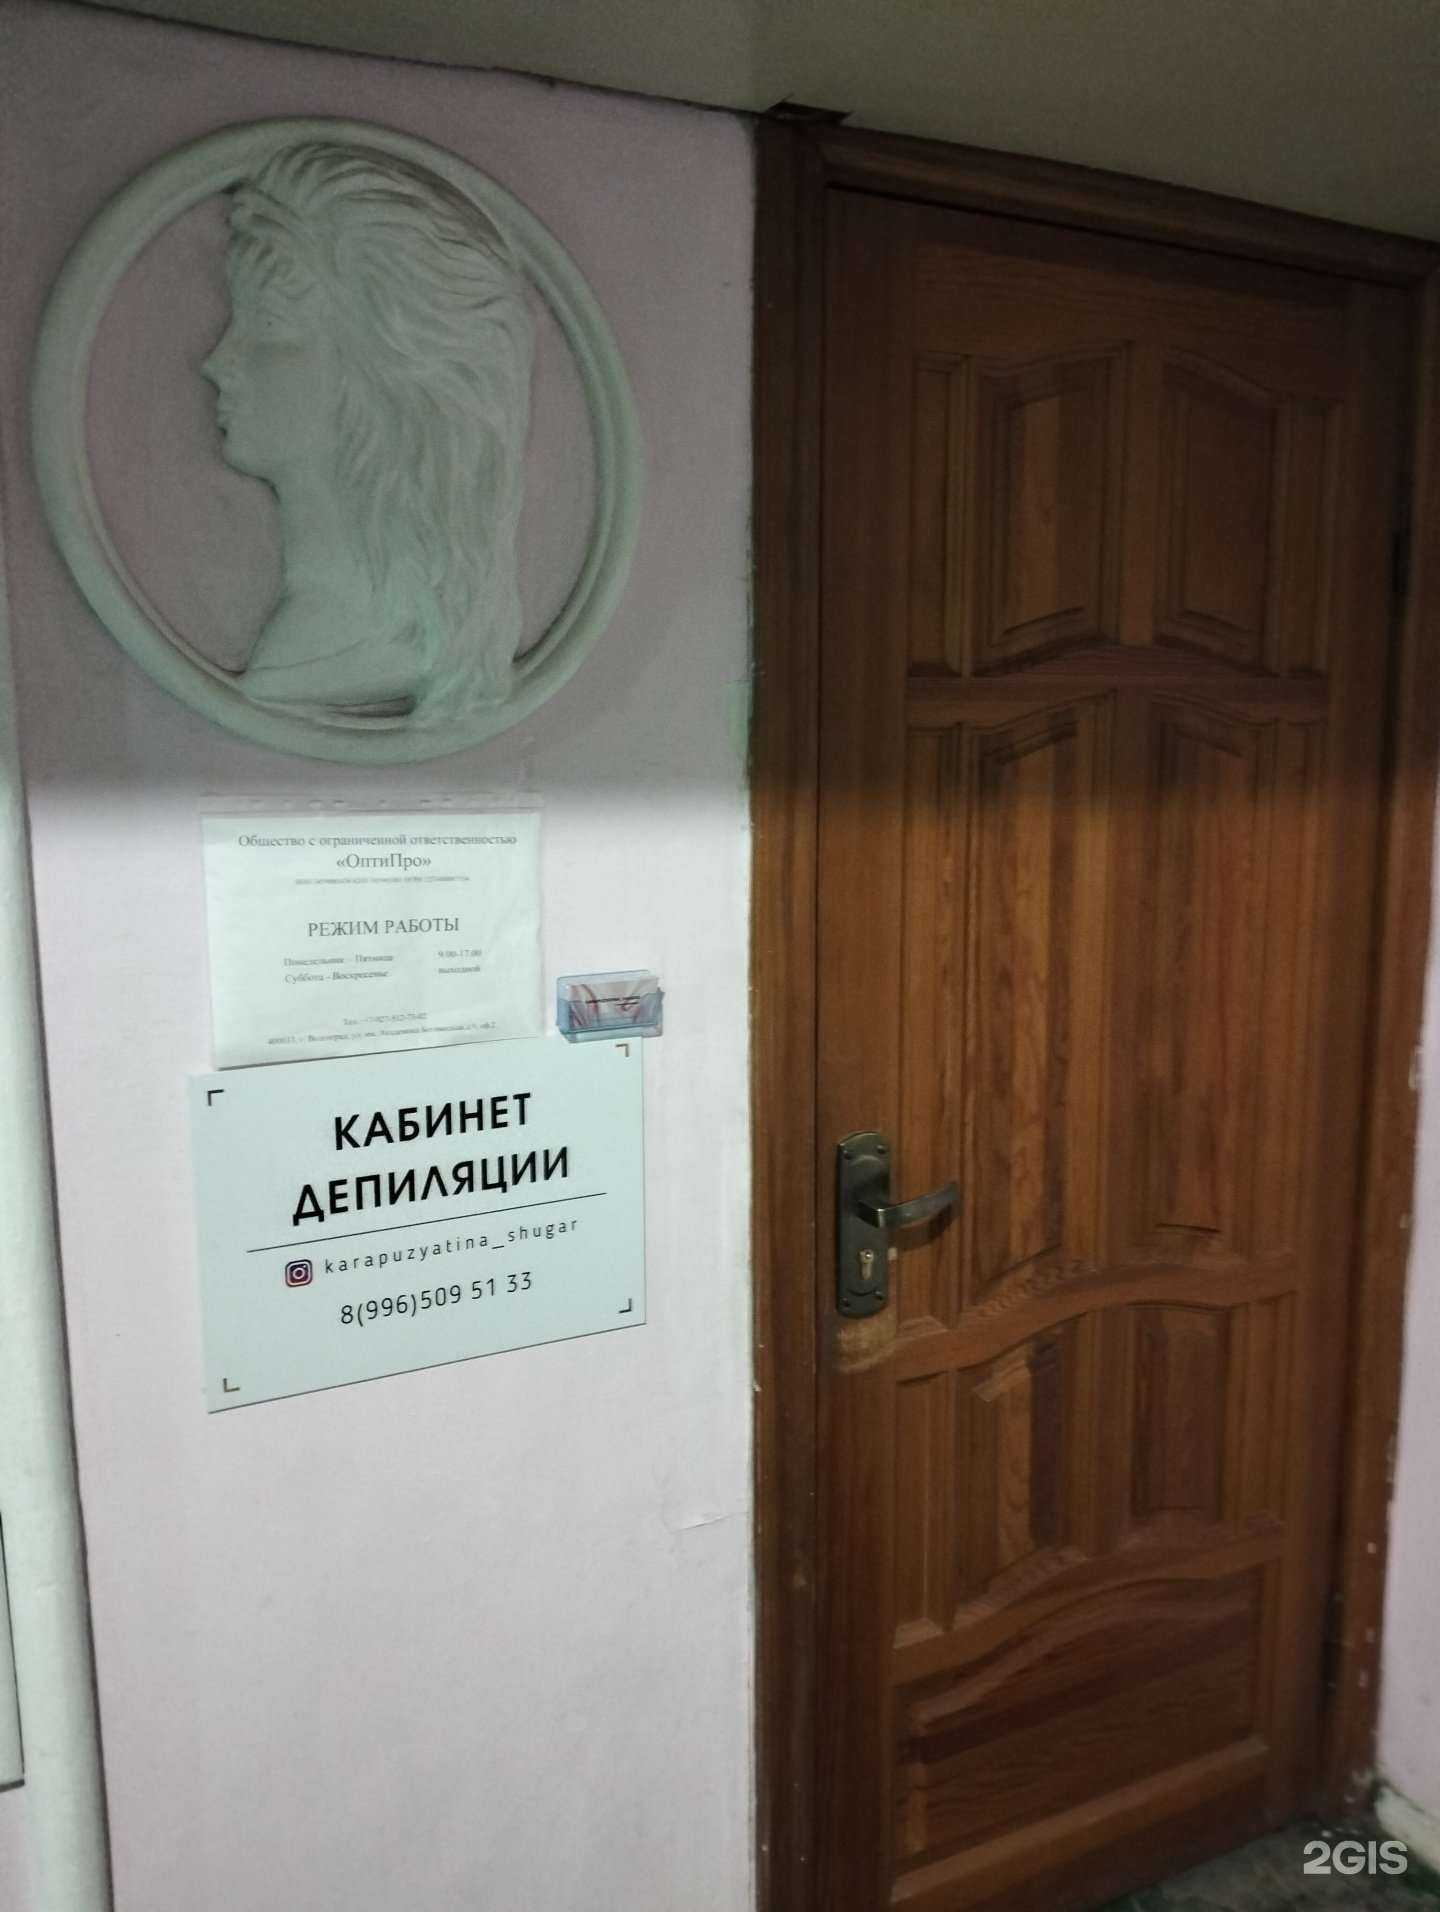 Общество с ограниченной ответственностью
«ОптиПро»
РЕЖИМ РАБОТЫ
Понедельник – Пятница 9.00-17.00
Суббота - Воскресенье выходной
КАБИНЕТ
ДЕПИЛЯЦИИ
karapuzyatina_shugar
8(996)509 51 33
2GIS